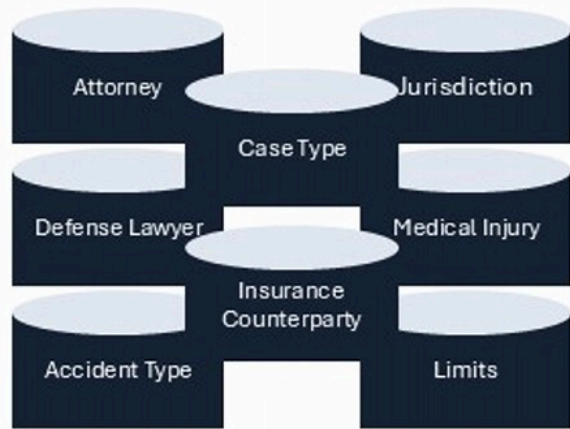 Attorney
Jurisdiction
Case Type
Defense Lawyer
Medical Injury
Insurance
Counterparty
Accident Type
Limits